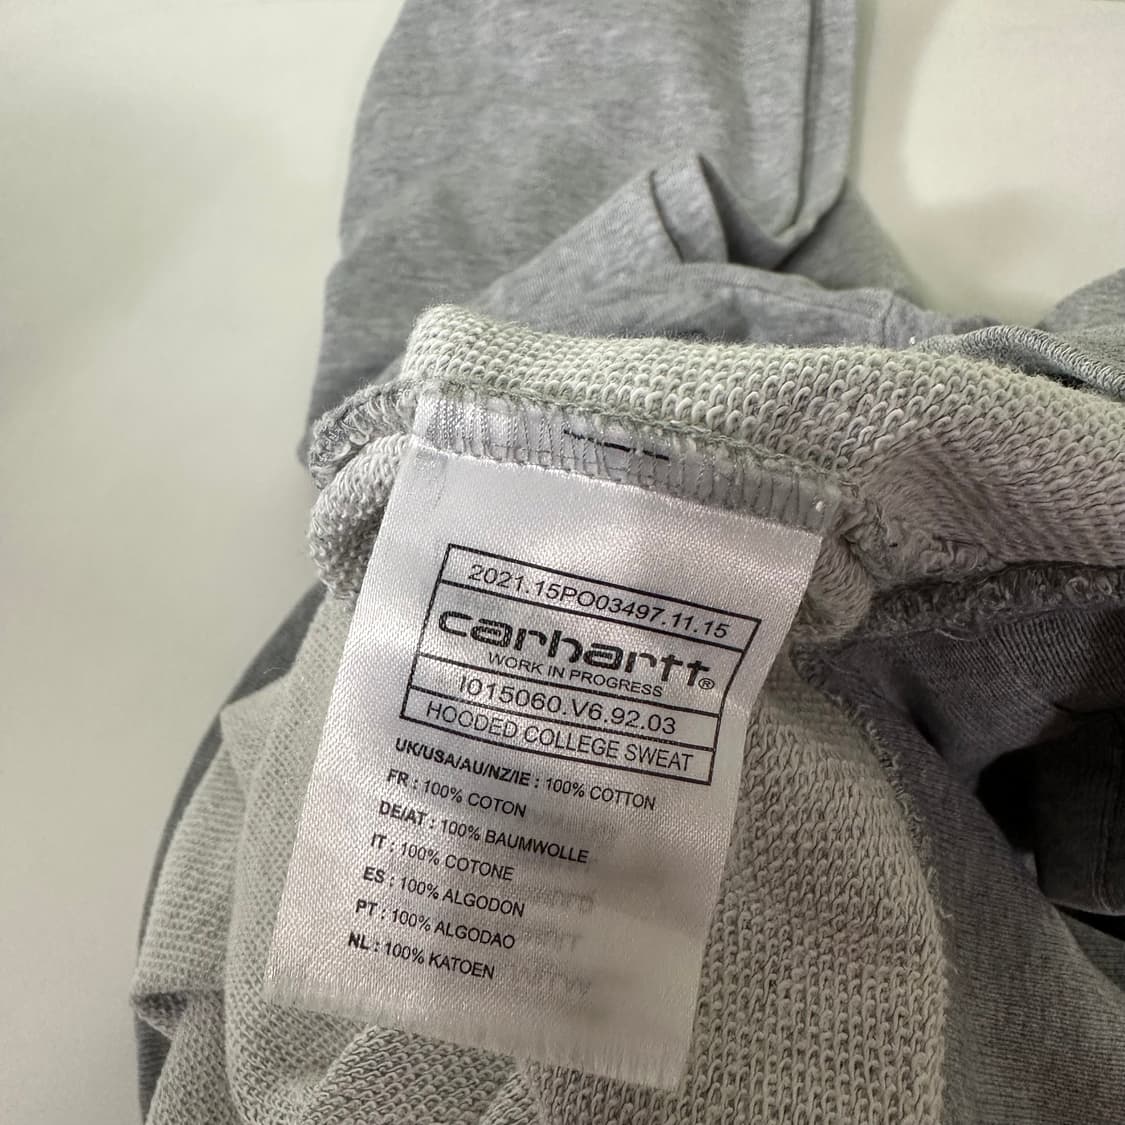 2021.15PO03497.11.15
carhartt®
WORK IN PROGRESS
I015060.V6.92.03
HOODED COLLEGE SWEAT
UK/USA/AU/NZ/IE : 100% COTTON
FR : 100% COTON
DE/AT : 100% BAUMWOLLE
IT : 100% COTONE
ES : 100% ALGODON
PT : 100% ALGODAO
NL : 100% KATOEN